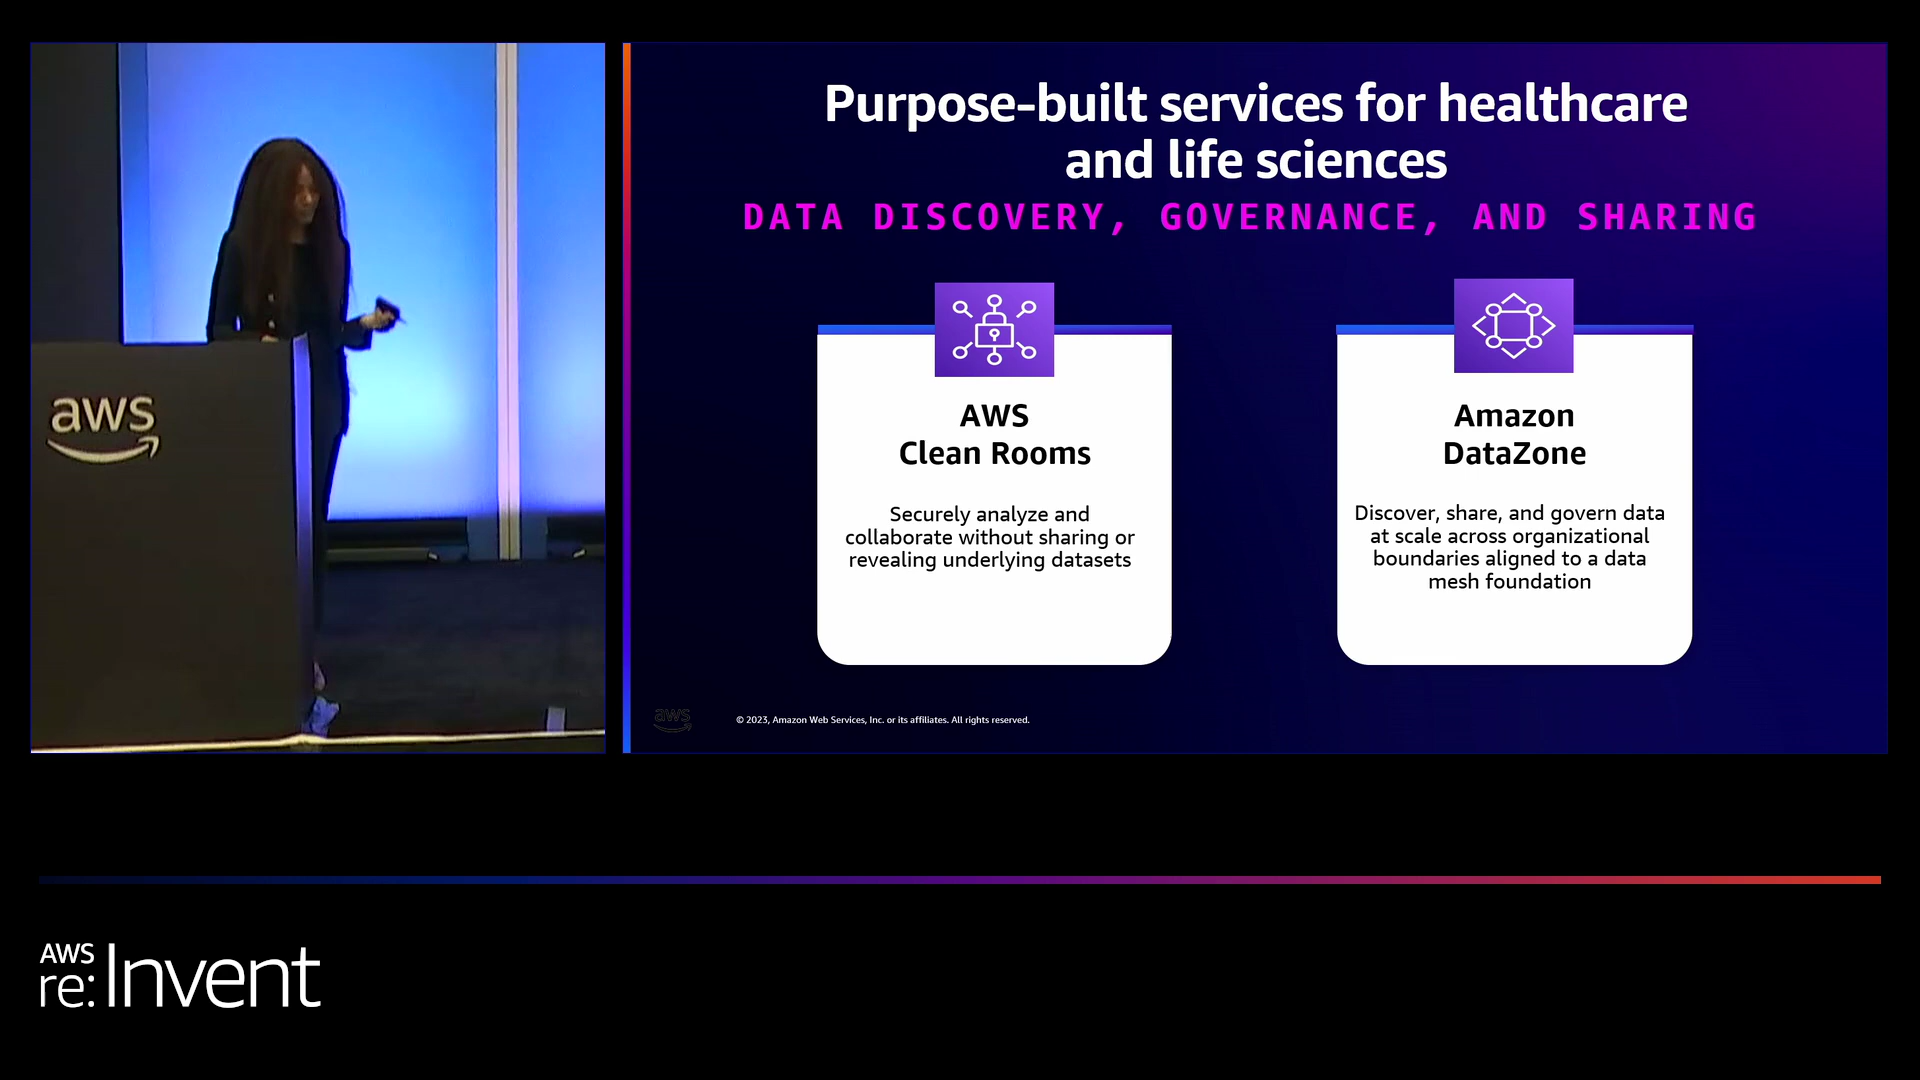 aws
Purpose-built services for healthcare
and life sciences
DATA DISCOVERY, GOVERNANCE, AND SHARING
AWS
Clean Rooms
Securely analyze and
collaborate without sharing or
revealing underlying datasets
Amazon
DataZone
Discover, share, and govern data
at scale across organizational
boundaries aligned to a data
mesh foundation
aws
© 2023, Amazon Web Services, Inc. or its affiliates. All rights reserved.
AWS
re:Invent